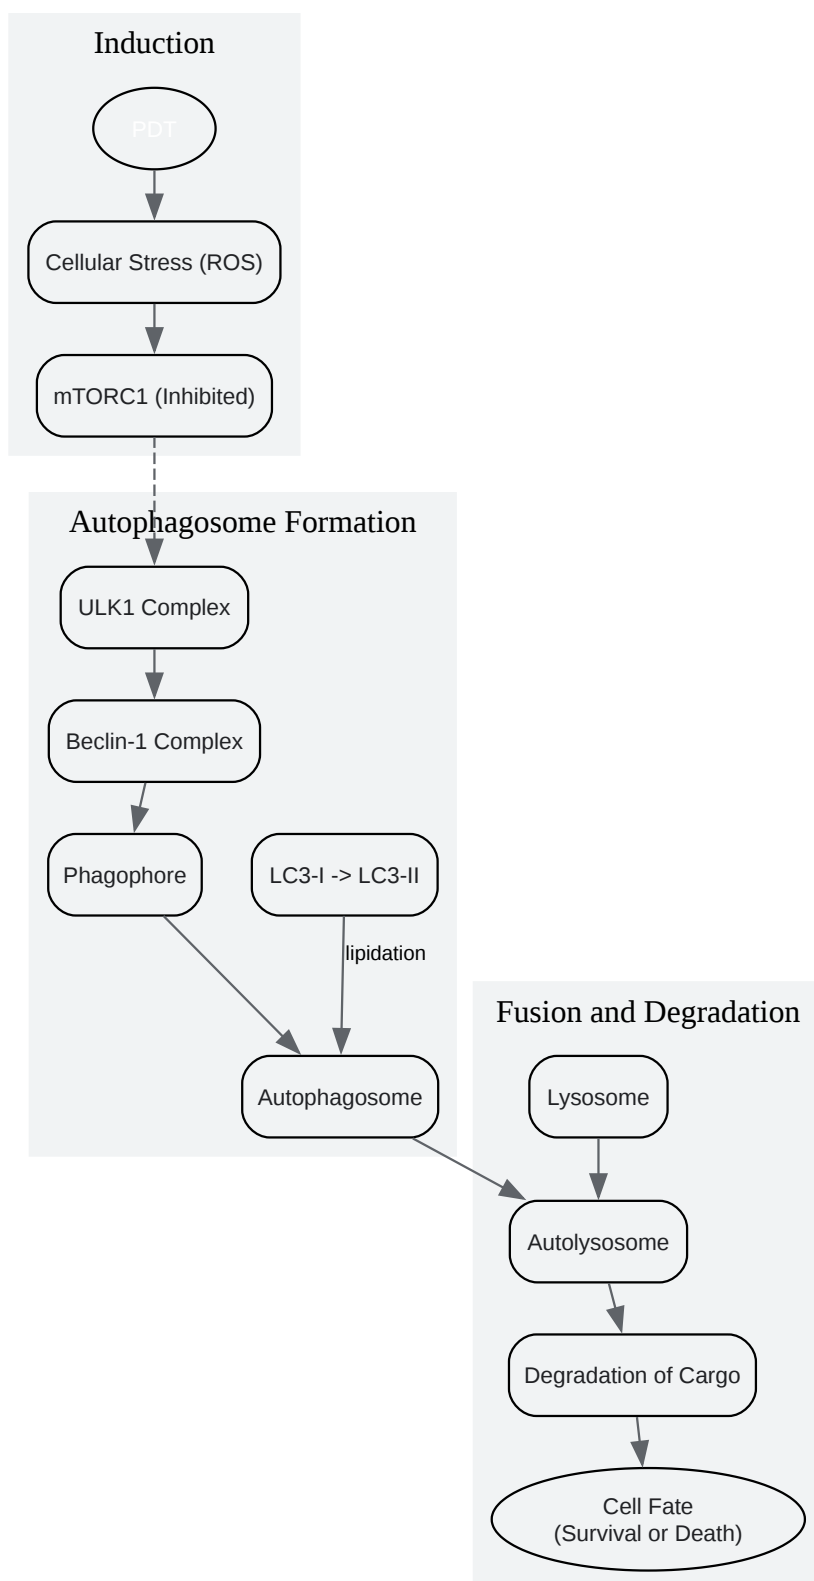 Induction
PDT
Cellular Stress (ROS)
mTORC1 (Inhibited)
Autophagosome Formation
ULK1 Complex
Beclin-1 Complex
Phagophore
LC3-I -> LC3-II
lipidation
Autophagosome
Fusion and Degradation
Lysosome
Autolysosome
Degradation of Cargo
Cell Fate
(Survival or Death)